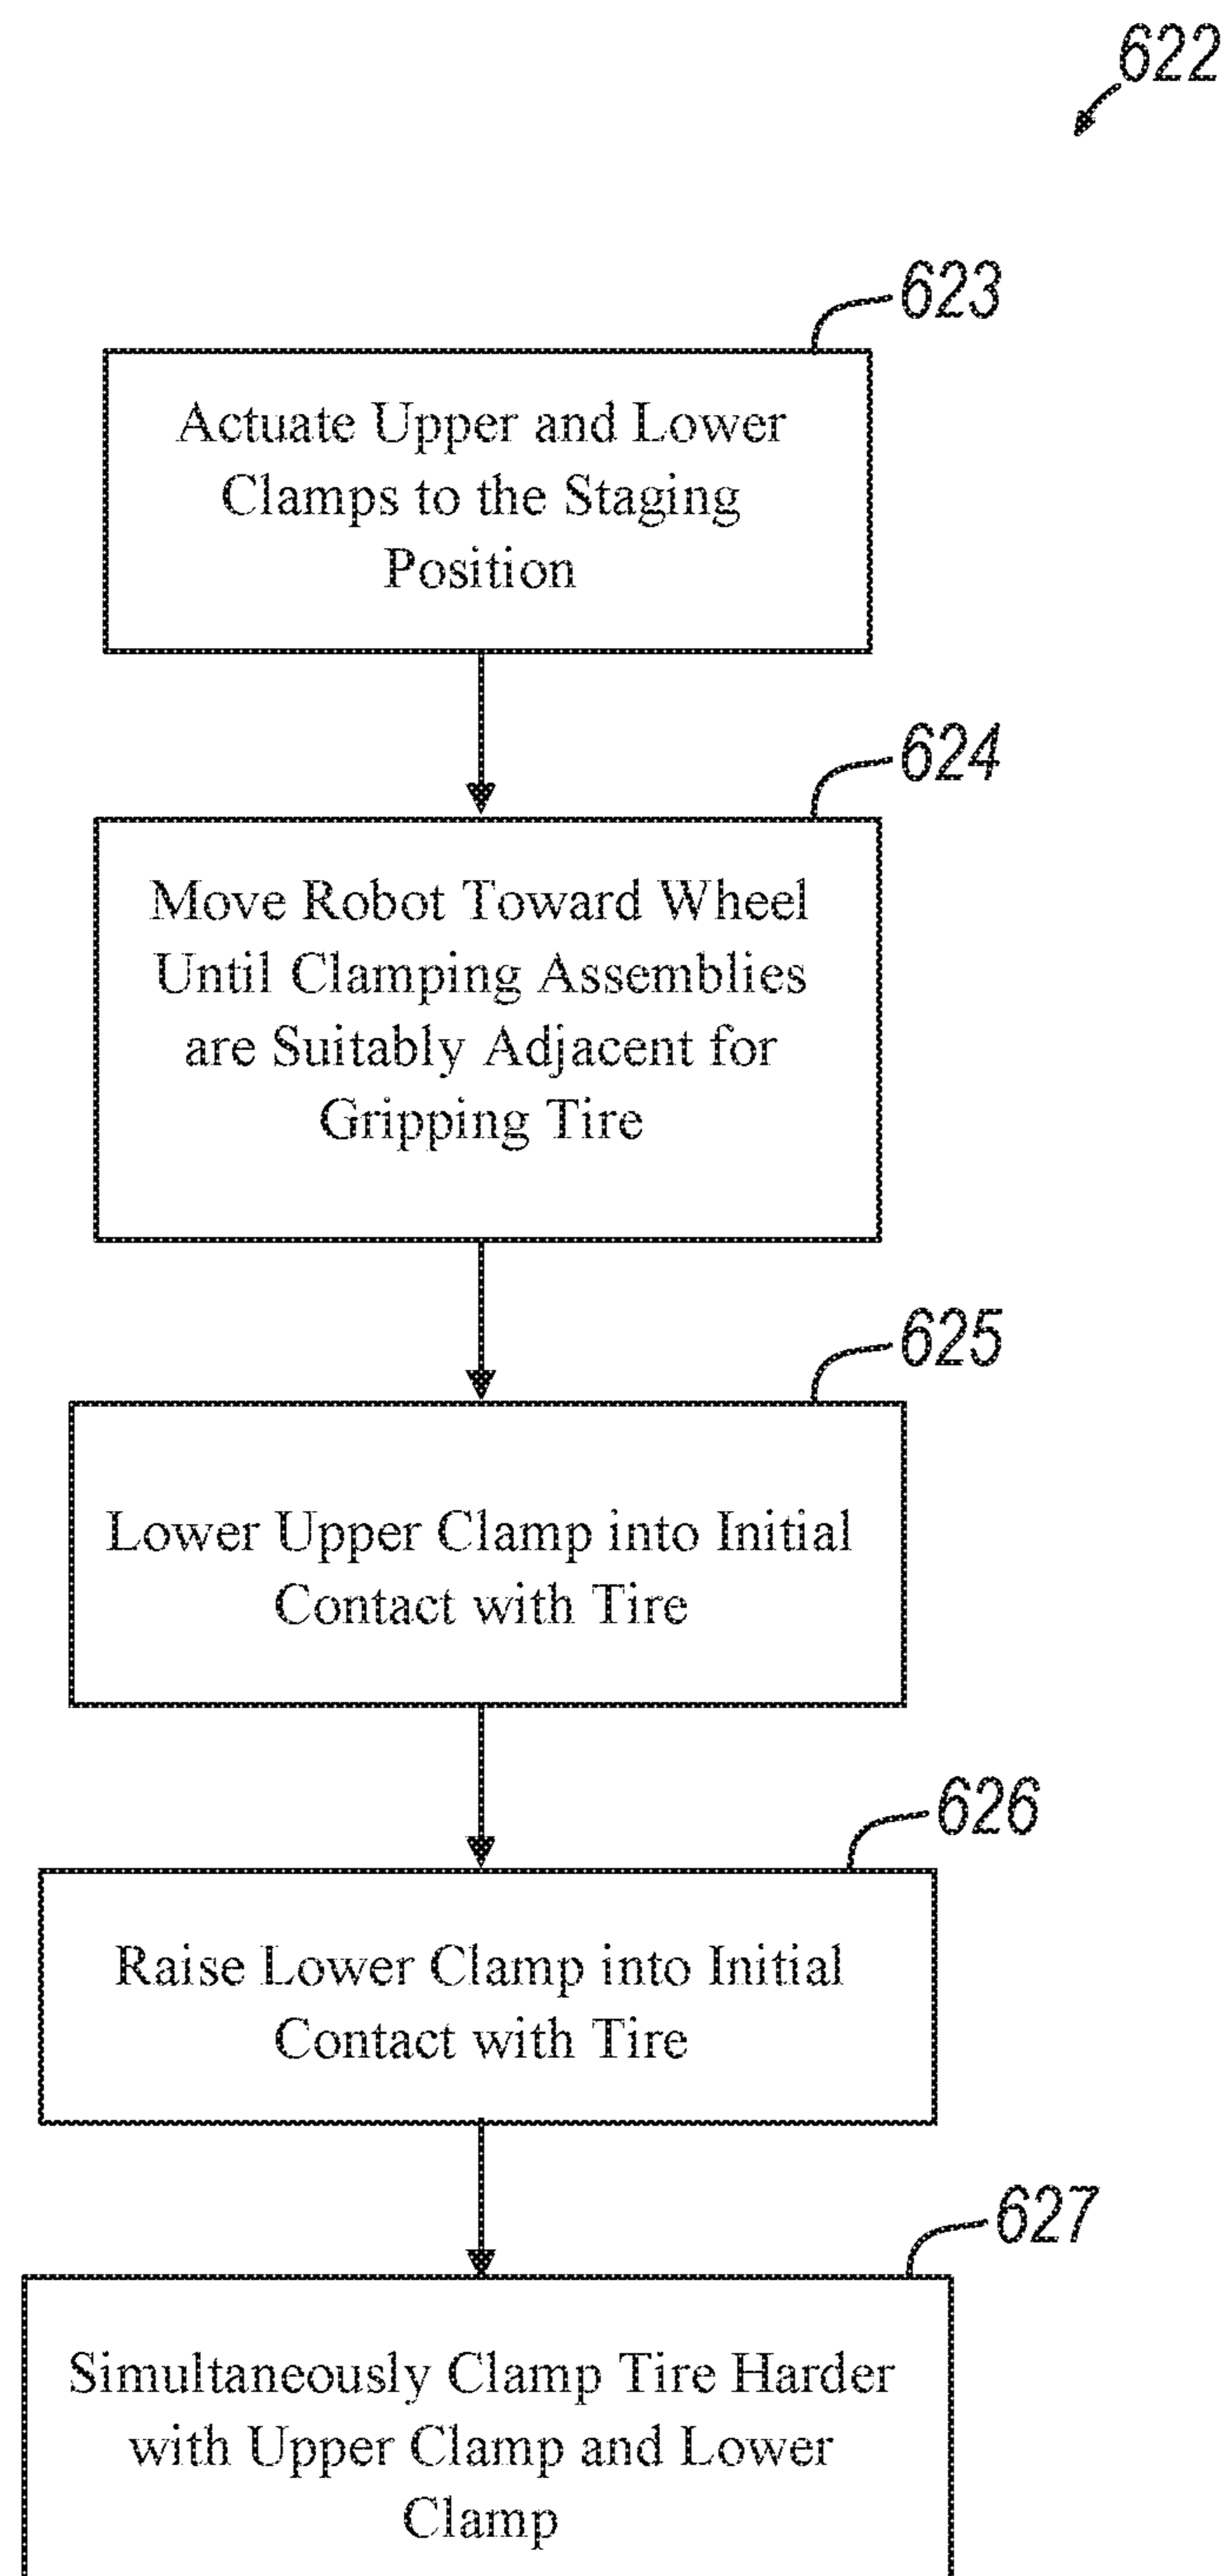 622
623
Actuate Upper and Lower
Clamps to the Staging
Position
624
Move Robot Toward Wheel
Until Clamping Assemblies
are Suitably Adjacent for
Gripping Tire
625
Lower Upper Clamp into Initial
Contact with Tire
626
Raise Lower Clamp into Initial
Contact with Tire
627
Simultaneously Clamp Tire Harder
with Upper Clamp and Lower
Clamp